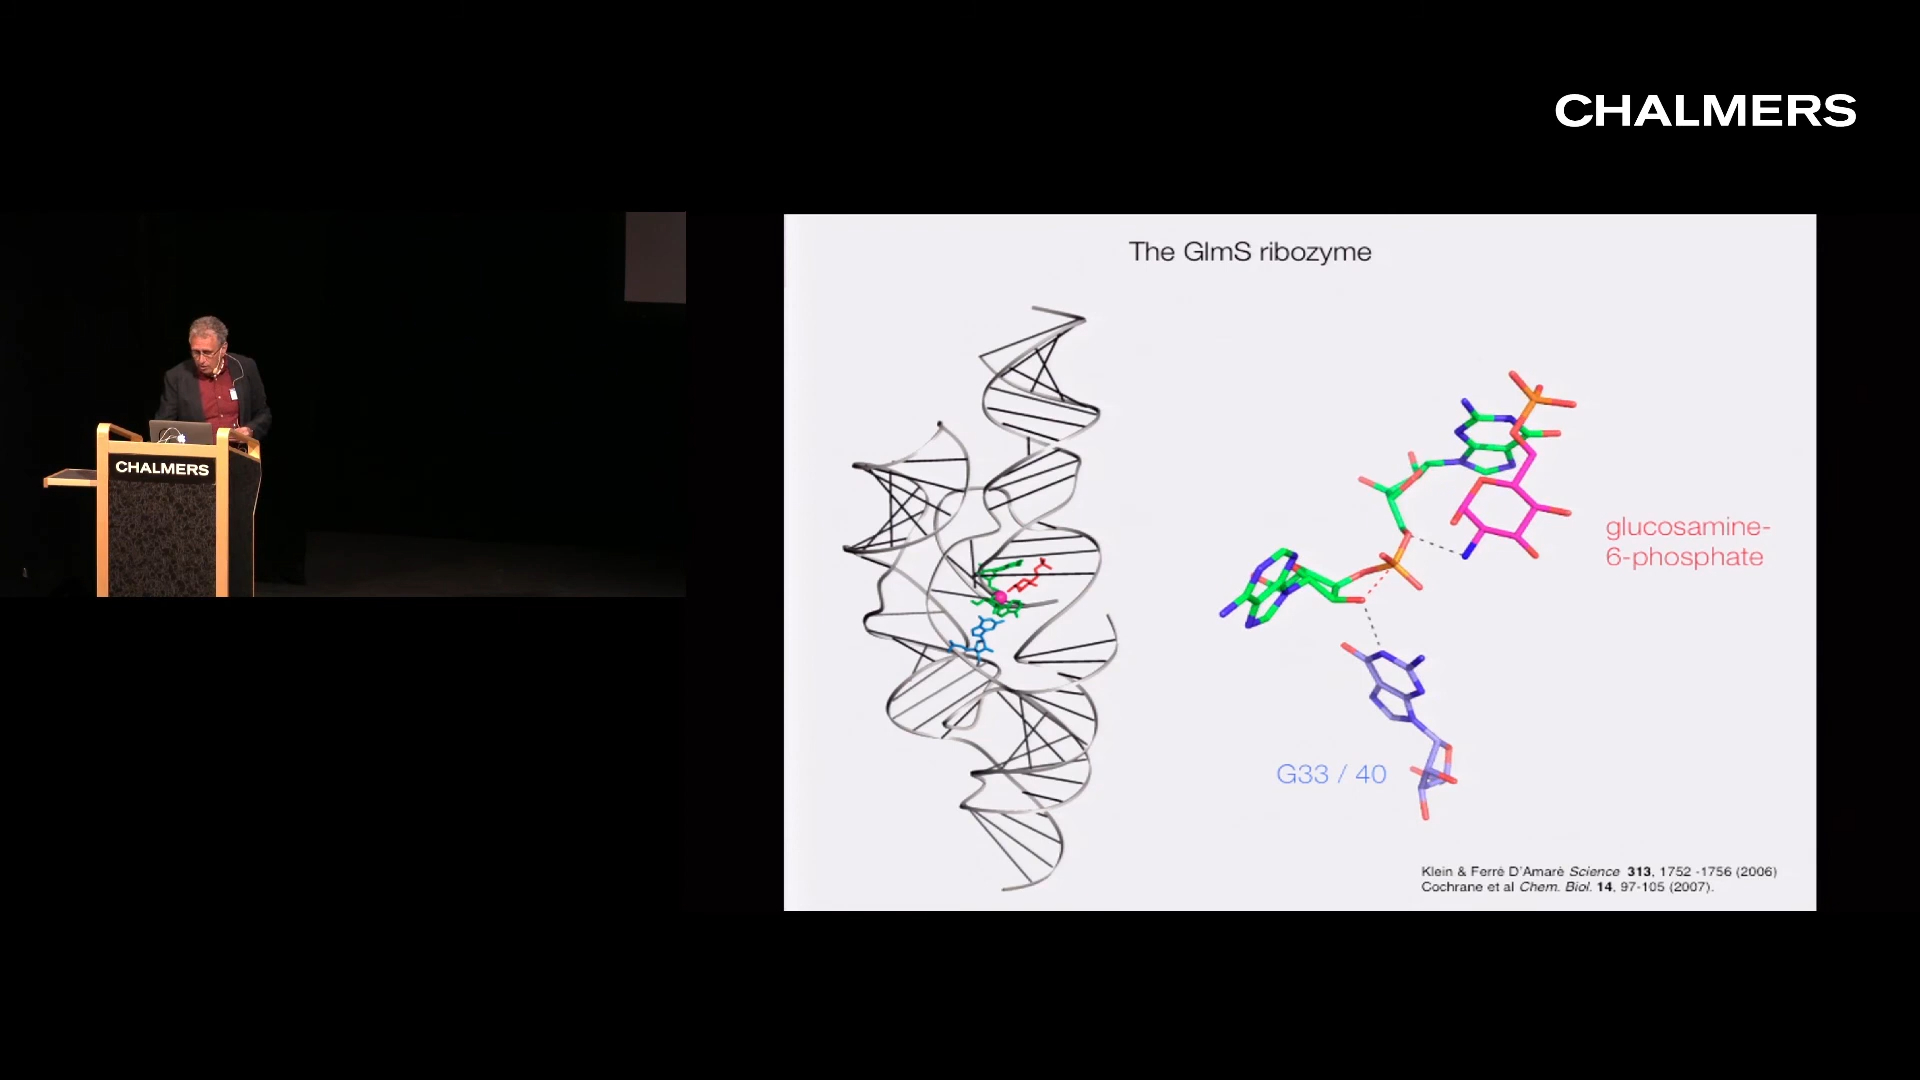 CHALMERS
CHALMERS
The GlmS ribozyme
glucosamine-
6-phosphate
G33 / 40
Klein & Ferrè D'Amarè Science 313, 1752 -1756 (2006)
Cochrane et al Chem. Biol. 14, 97-105 (2007).